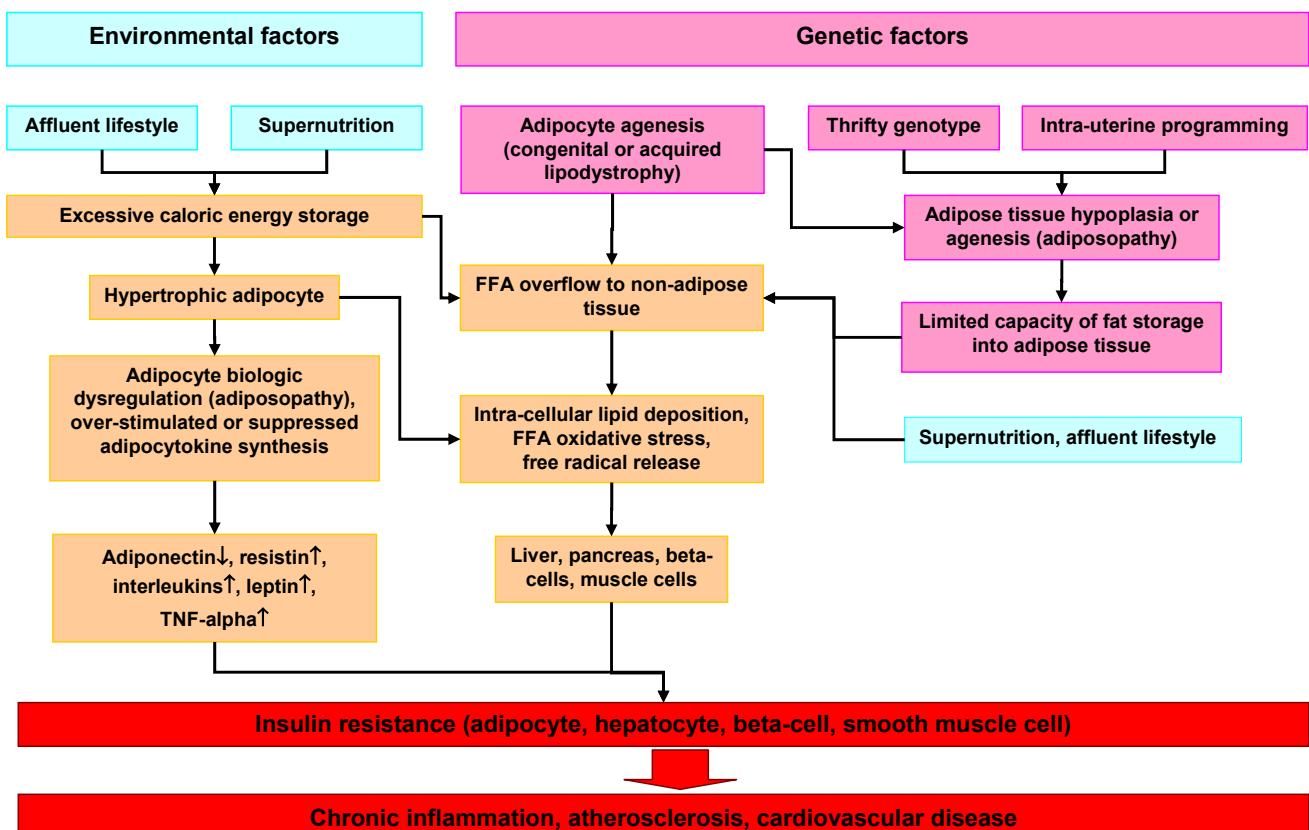 Environmental factors
Genetic factors
Affluent lifestyle
Supernutrition
Adipocyte agenesis
(congenital or acquired
lipodystrophy)
Thrifty genotype
Intra-uterine programming
Excessive caloric energy storage
Adipose tissue hypoplasia or
agenesis (adiposopathy)
Hypertrophic adipocyte
FFA overflow to non-adipose
tissue
Limited capacity of fat storage
into adipose tissue
Adipocyte biologic
dysregulation (adiposopathy),
over-stimulated or suppressed
adipocytokine synthesis
Intra-cellular lipid deposition,
FFA oxidative stress,
free radical release
Supernutrition, affluent lifestyle
Adiponectin↓, resistin↑,
interleukins↑, leptin↑,
TNF-alpha↑
Liver, pancreas, beta-
cells, muscle cells
Insulin resistance (adipocyte, hepatocyte, beta-cell, smooth muscle cell)
Chronic inflammation, atherosclerosis, cardiovascular disease